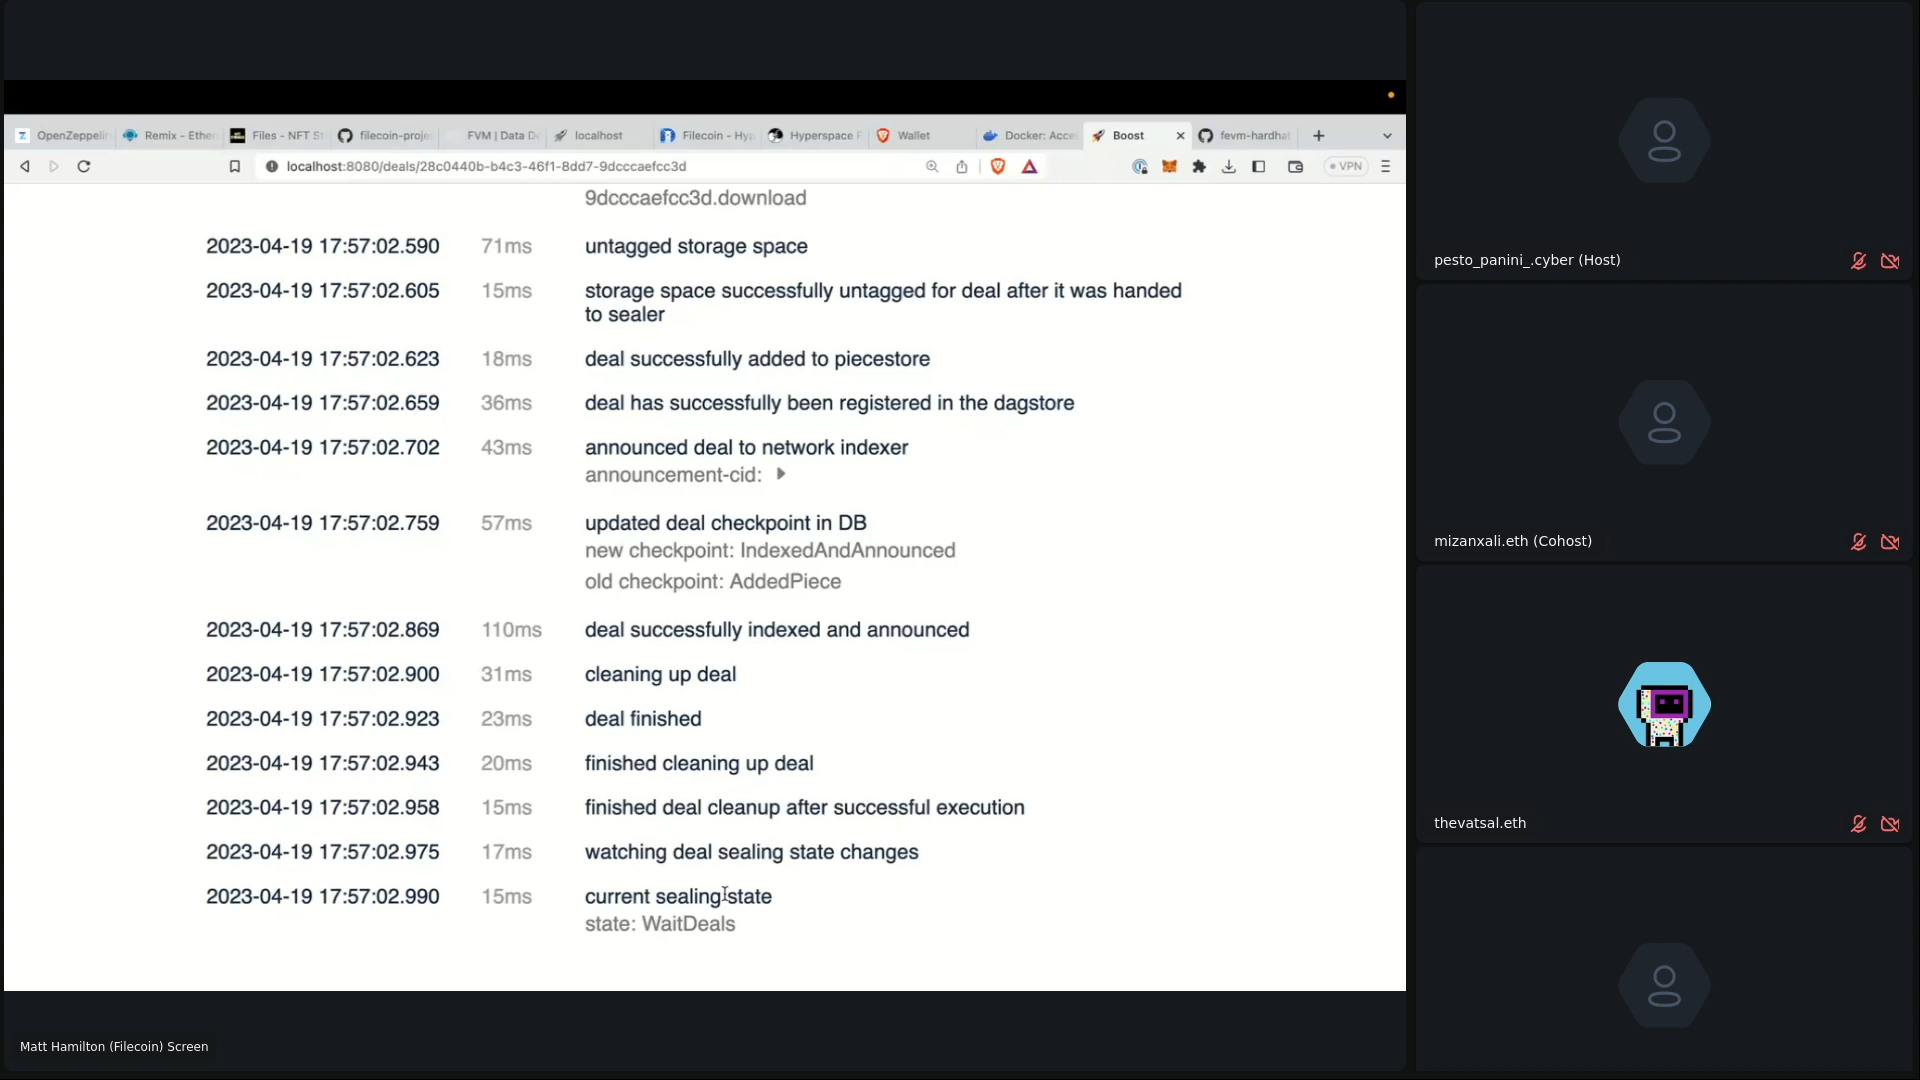 OpenZeppelin
Remix - Ether
Files - NFT St
filecoin-proje
FVM | Data D
localhost
Filecoin - Hyp
Hyperspace F
Wallet
Docker: Acce
Boost
fevm-hardhat
localhost:8080/deals/28c0440b-b4c3-46f1-8dd7-9dcccaefcc3d
VPN
9dcccaefcc3d.download
2023-04-19 17:57:02.590 71ms untagged storage space
2023-04-19 17:57:02.605 15ms storage space successfully untagged for deal after it was handed
to sealer
2023-04-19 17:57:02.623 18ms deal successfully added to piecestore
2023-04-19 17:57:02.659 36ms deal has successfully been registered in the dagstore
2023-04-19 17:57:02.702 43ms announced deal to network indexer
announcement-cid:
2023-04-19 17:57:02.759 57ms updated deal checkpoint in DB
new checkpoint: IndexedAndAnnounced
old checkpoint: AddedPiece
2023-04-19 17:57:02.869 110ms deal successfully indexed and announced
2023-04-19 17:57:02.900 31ms cleaning up deal
2023-04-19 17:57:02.923 23ms deal finished
2023-04-19 17:57:02.943 20ms finished cleaning up deal
2023-04-19 17:57:02.958 15ms finished deal cleanup after successful execution
2023-04-19 17:57:02.975 17ms watching deal sealing state changes
2023-04-19 17:57:02.990 15ms current sealing state
state: WaitDeals
Matt Hamilton (Filecoin) Screen
pesto_panini_.cyber (Host)
mizanxali.eth (Cohost)
thevatsal.eth